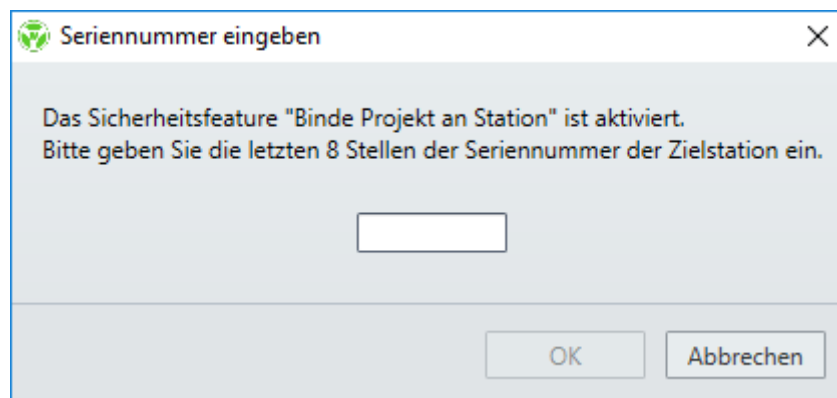 Seriennummer eingeben
Das Sicherheitsfeature "Binde Projekt an Station" ist aktiviert.
Bitte geben Sie die letzten 8 Stellen der Seriennummer der Zielstation ein.
OK
Abbrechen